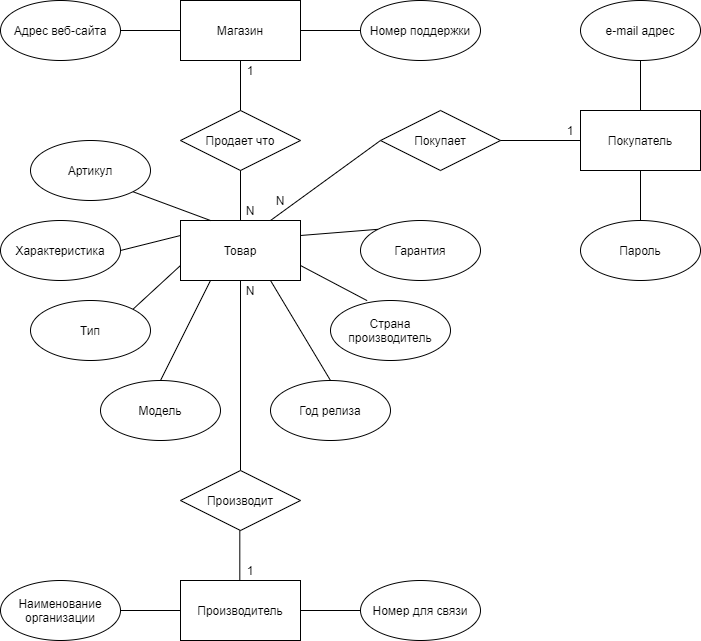 Адрес веб-сайта
Магазин
Номер поддержки
e-mail адрес
1
Продает что
Покупает
1
Покупатель
Артикул
N
N
Характеристика
Товар
Гарантия
Пароль
N
Тип
Страна
производитель
Модель
Год релиза
Производит
1
Наименование
организации
Производитель
Номер для связи